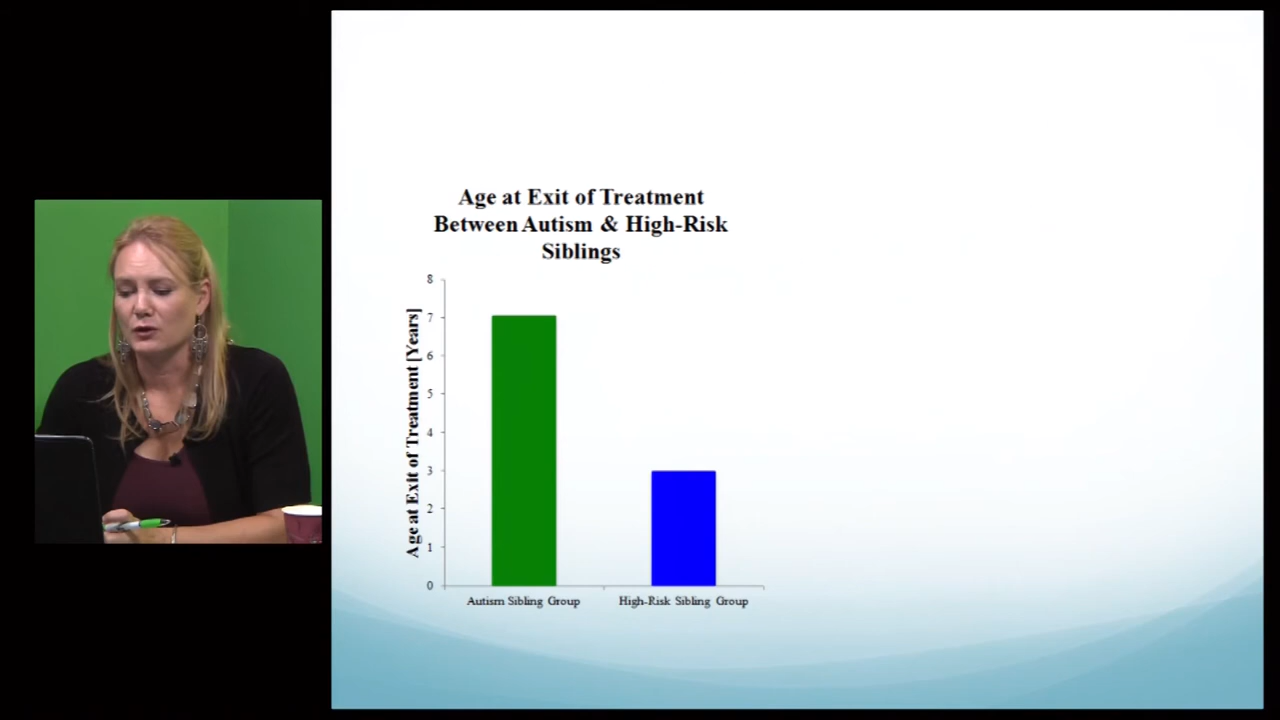 Age at Exit of Treatment
Between Autism & High-Risk
Siblings
Age at Exit of Treatment [Years]
8
7
6
5
4
3
2
1
0
Autism Sibling Group
High-Risk Sibling Group